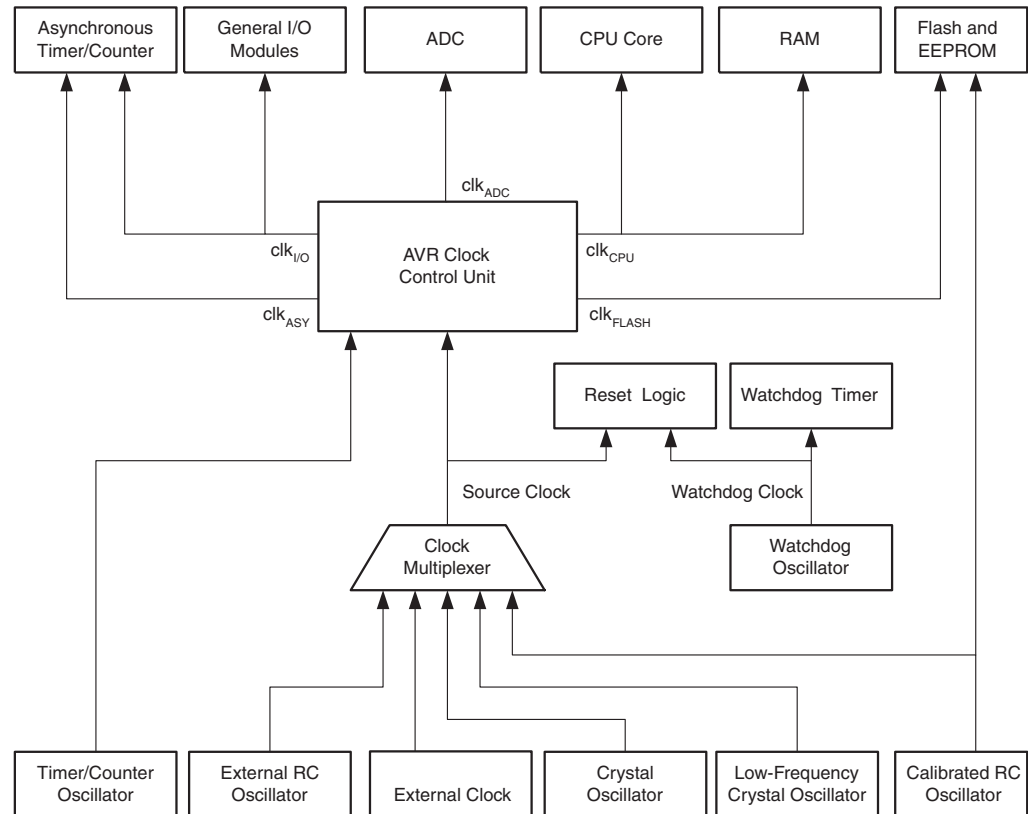 Asynchronous
Timer/Counter
General I/O
Modules
ADC
CPU Core
RAM
Flash and
EEPROM
clkADC
clkI/O
AVR Clock
Control Unit
clkCPU
clkASY
clkFLASH
Reset Logic
Watchdog Timer
Source Clock
Watchdog Clock
Clock
Multiplexer
Watchdog
Oscillator
Timer/Counter
Oscillator
External RC
Oscillator
External Clock
Crystal
Oscillator
Low-Frequency
Crystal Oscillator
Calibrated RC
Oscillator